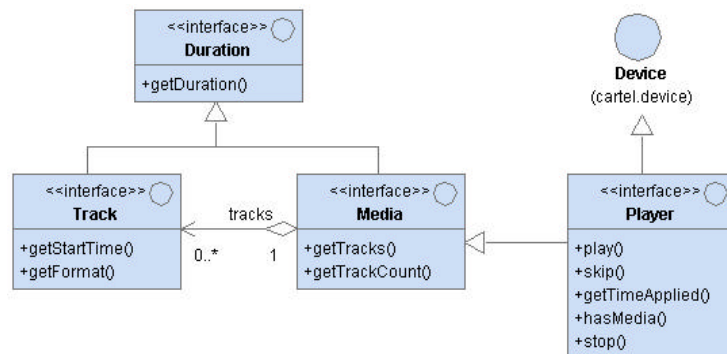 <<interface>>
Duration
+getDuration()
Device
(cartel.device)
<<interface>>
Track
+getStartTime()
+getFormat()
tracks
0..*
1
<<interface>>
Media
+getTracks()
+getTrackCount()
<<interface>>
Player
+play()
+skip()
+getTimeApplied()
+hasMedia()
+stop()